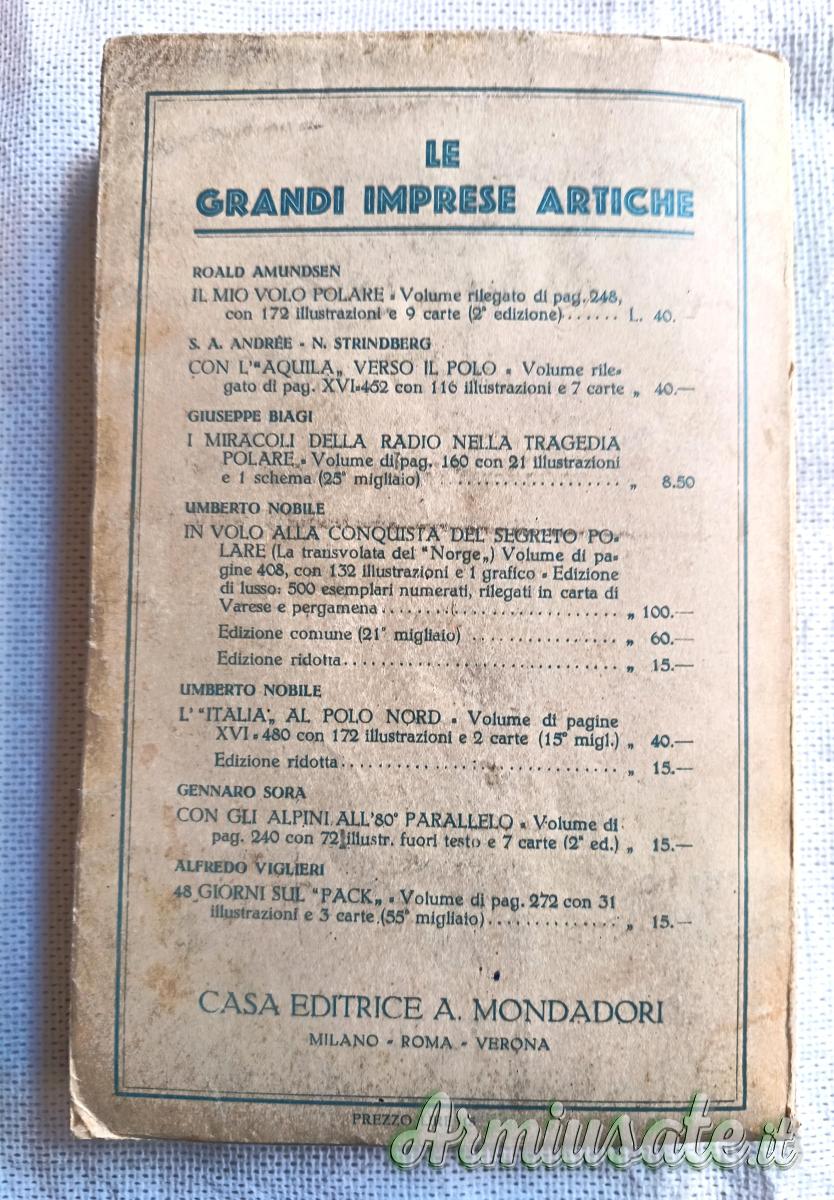 LE
GRANDI IMPRESE ARTICHE
ROALD AMUNDSEN
IL MIO VOLO POLARE - Volume rilegato di pag. 248,
con 172 illustrazioni e 9 carte (2ª edizione)....... L. 40.—
S. A. ANDRÉE - N. STRINDBERG
CON L'"AQUILA„ VERSO IL POLO - Volume rile-
gato di pag. XVI-452 con 116 illustrazioni e 7 carte „ 40.—
GIUSEPPE BIAGI
I MIRACOLI DELLA RADIO NELLA TRAGEDIA
POLARE - Volume di pag. 160 con 21 illustrazioni
e 1 schema (25° migliaio) .................... „ 8.50
UMBERTO NOBILE
IN VOLO ALLA CONQUISTA DEL SEGRETO PO-
LARE (La transvolata del "Norge„) Volume di pa-
gine 408, con 132 illustrazioni e 1 grafico - Edizione
di lusso: 500 esemplari numerati, rilegati in carta di
Varese e pergamena ......................... „ 100.—
Edizione comune (21° migliaio) ............... „ 60.—
Edizione ridotta.............................. „ 15.—
UMBERTO NOBILE
L'"ITALIA„ AL POLO NORD - Volume di pagine
XVI-480 con 172 illustrazioni e 2 carte (15° migl.) „ 40.—
Edizione ridotta.............................. „ 15.—
GENNARO SORA
CON GLI ALPINI ALL'80° PARALLELO - Volume di
pag. 240 con 72 illustr. fuori testo e 7 carte (2ª ed.) „ 15.—
ALFREDO VIGLIERI
48 GIORNI SUL "PACK„ - Volume di pag. 272 con 31
illustrazioni e 3 carte (55° migliaio).............. „ 15.—
CASA EDITRICE A. MONDADORI
MILANO - ROMA - VERONA
PREZZO
Armiusate.it